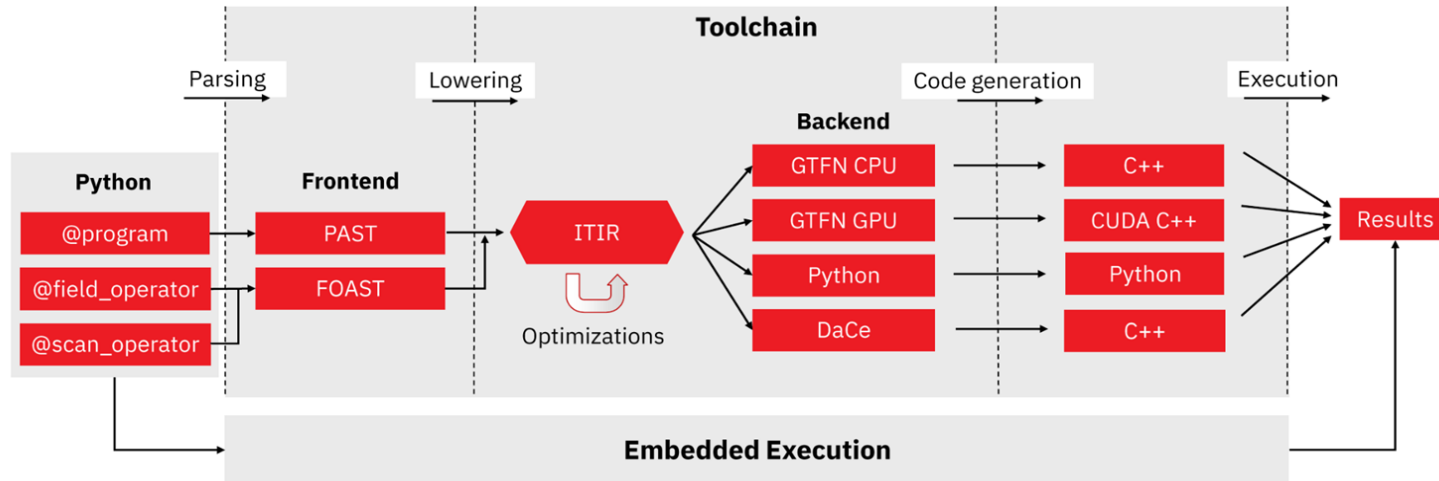 Toolchain
Parsing
Lowering
Code generation
Execution
Backend
Python
Frontend
GTFN CPU
C++
@program
PAST
ITIR
GTFN GPU
CUDA C++
Results
@field_operator
FOAST
Python
Python
@scan_operator
Optimizations
DaCe
C++
Embedded Execution